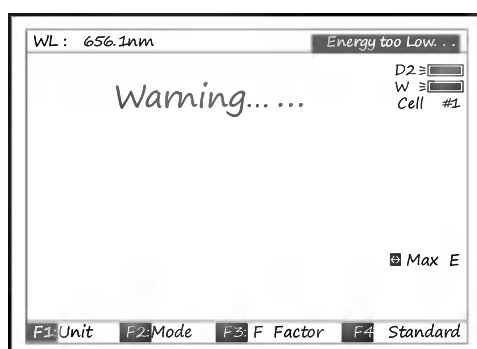 WL: 656.1nm Energy too Low. . .
D2
W
Warning... ...
Cell #1
Max E
F1: Unit F2: Mode F3: F Factor F4 Standard